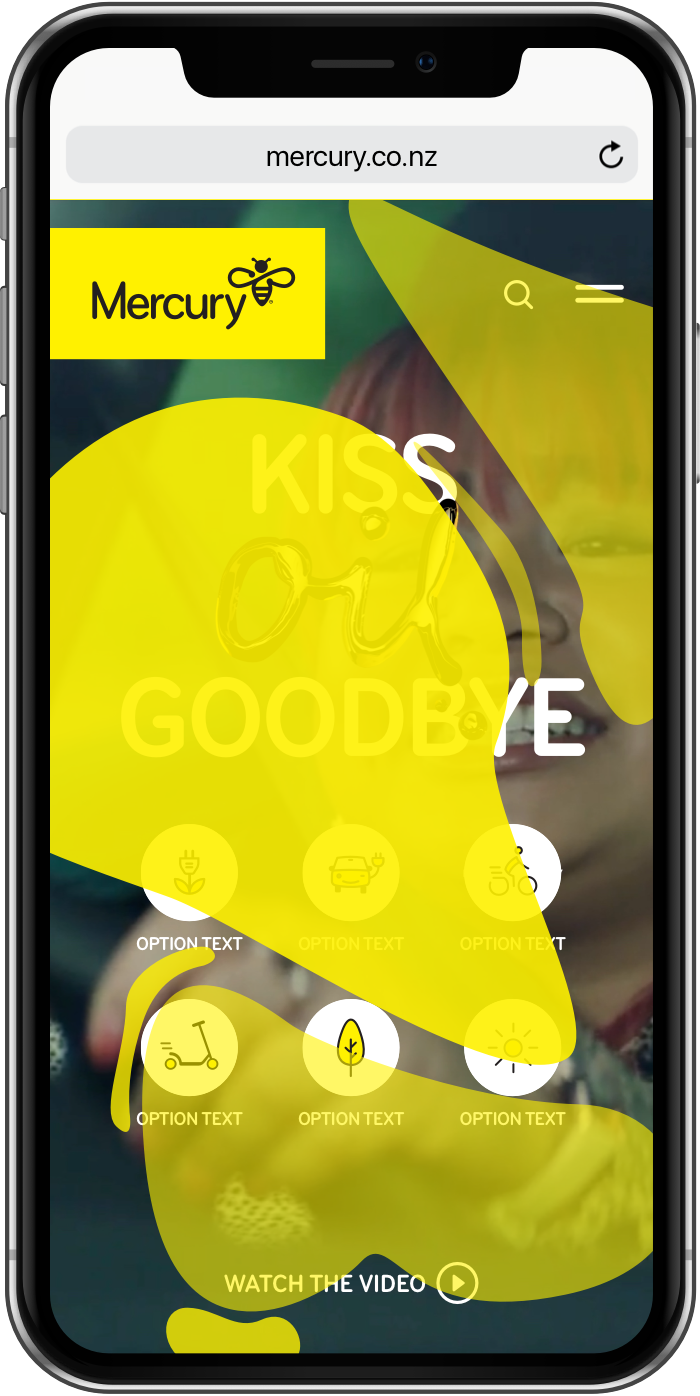 mercury.co.nz
Mercury
KISS
oil
GOODBYE
OPTION TEXT OPTION TEXT OPTION TEXT
OPTION TEXT OPTION TEXT OPTION TEXT
WATCH THE VIDEO